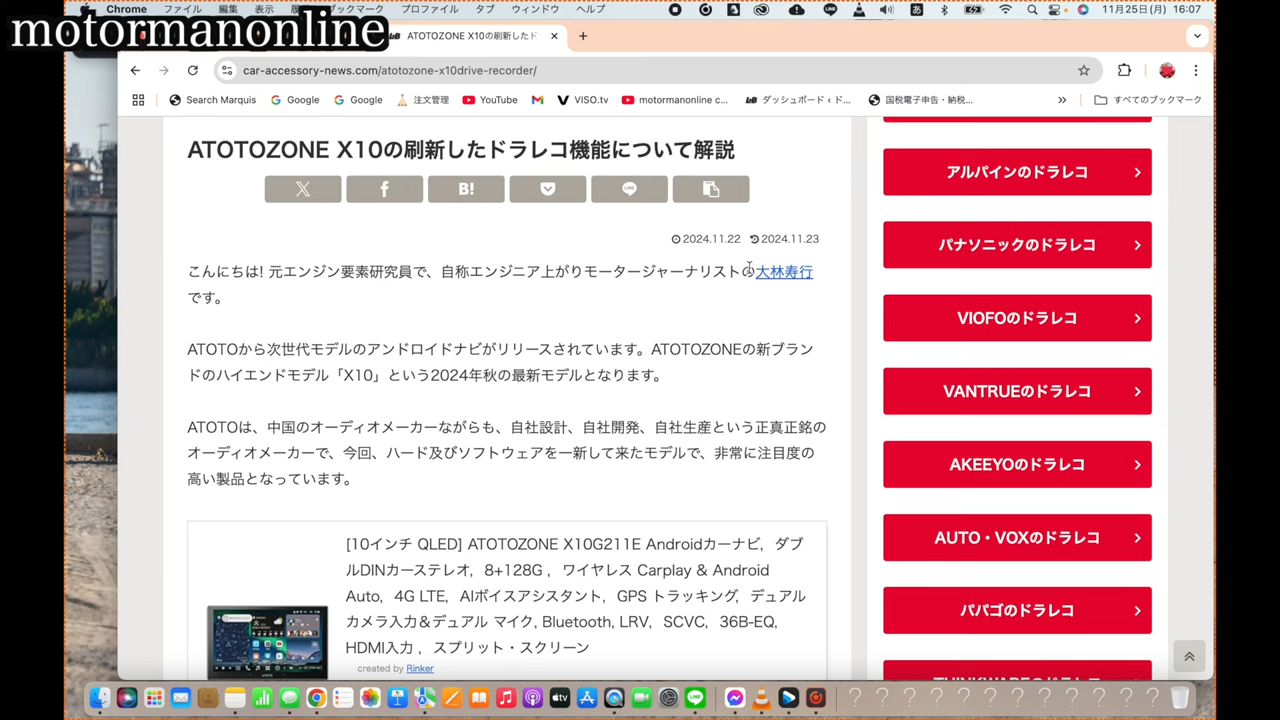 Chrome ファイル 編集 表示 ブックマーク プロファイル タブ ウィンドウ ヘルプ 11月25日(月) 16:07
motormanonline
ATOTOZONE X10の刷新したド
car-accessory-news.com/atotozone-x10drive-recorder/
Search Marquis Google Google 注文管理 YouTube VISO.tv motormanonline c... ダッシュボード ‹ ド... 国税電子申告・納税... すべてのブックマーク
ATOTOZONE X10の刷新したドラレコ機能について解説
B!
LINE
2024.11.22 2024.11.23
こんにちは! 元エンジン要素研究員で、自称エンジニア上がりモータージャーナリストの大林寿行
です。
ATOTOから次世代モデルのアンドロイドナビがリリースされています。ATOTOZONEの新ブラン
ドのハイエンドモデル「X10」という2024年秋の最新モデルとなります。
ATOTOは、中国のオーディオメーカーながらも、自社設計、自社開発、自社生産という正真正銘の
オーディオメーカーで、今回、ハード及びソフトウェアを一新して来たモデルで、非常に注目度の
高い製品となっています。
[10インチ QLED] ATOTOZONE X10G211E Androidカーナビ，ダブ
ルDINカーステレオ，8+128G，ワイヤレス Carplay & Android
Auto，4G LTE，AIボイスアシスタント，GPS トラッキング，デュアル
カメラ入力＆デュアル マイク, Bluetooth, LRV，SCVC，36B-EQ,
HDMI入力，スプリット・スクリーン
created by Rinker
アルパインのドラレコ
パナソニックのドラレコ
VIOFOのドラレコ
VANTRUEのドラレコ
AKEEYOのドラレコ
AUTO・VOXのドラレコ
パパゴのドラレコ
THINKWAREのドラレコ